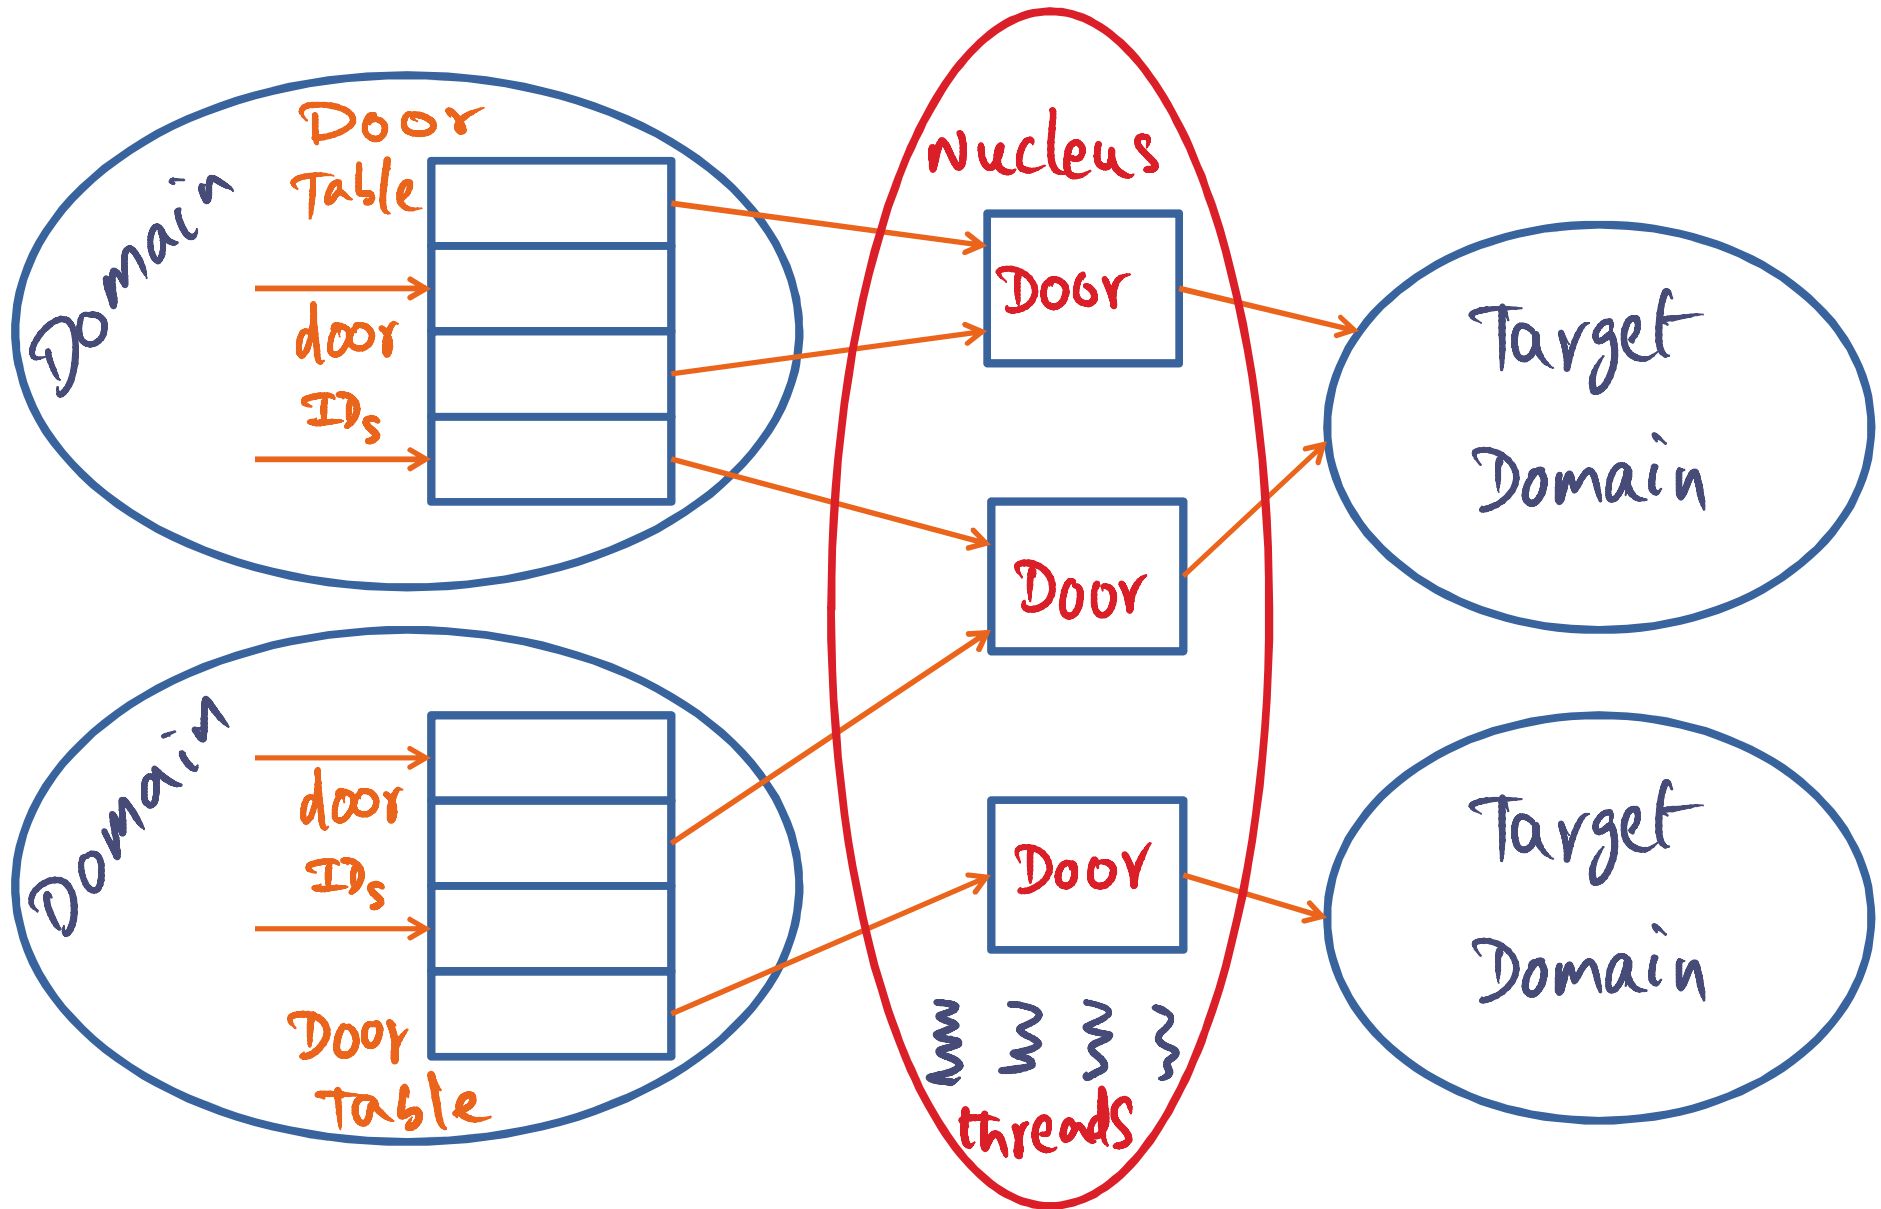 Domain
Door
Table
door
IDs
Domain
door
IDs
Door
Table
Nucleus
Door
Door
Door
threads
Target
Domain
Target
Domain